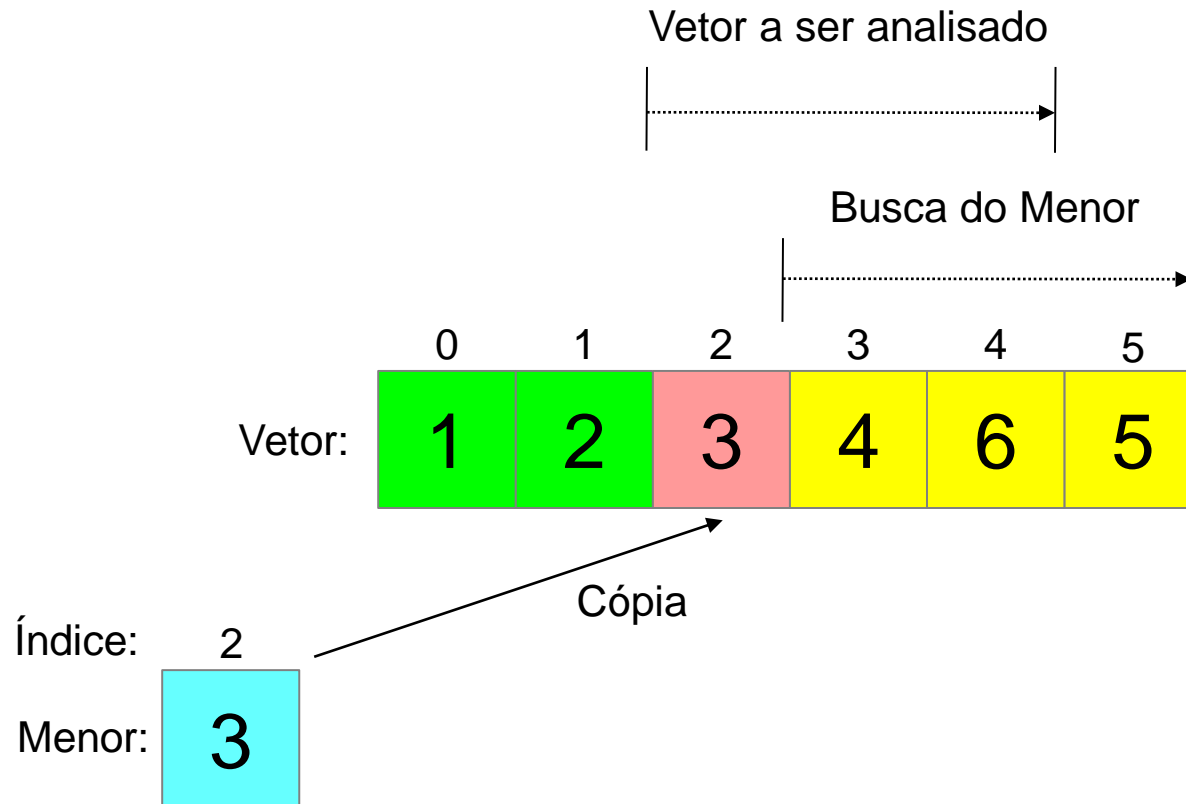 Vetor a ser analisado
Busca do Menor
0 1 2 3 4 5
Vetor: 1 2 3 4 6 5
Cópia
Índice: 2
Menor: 3